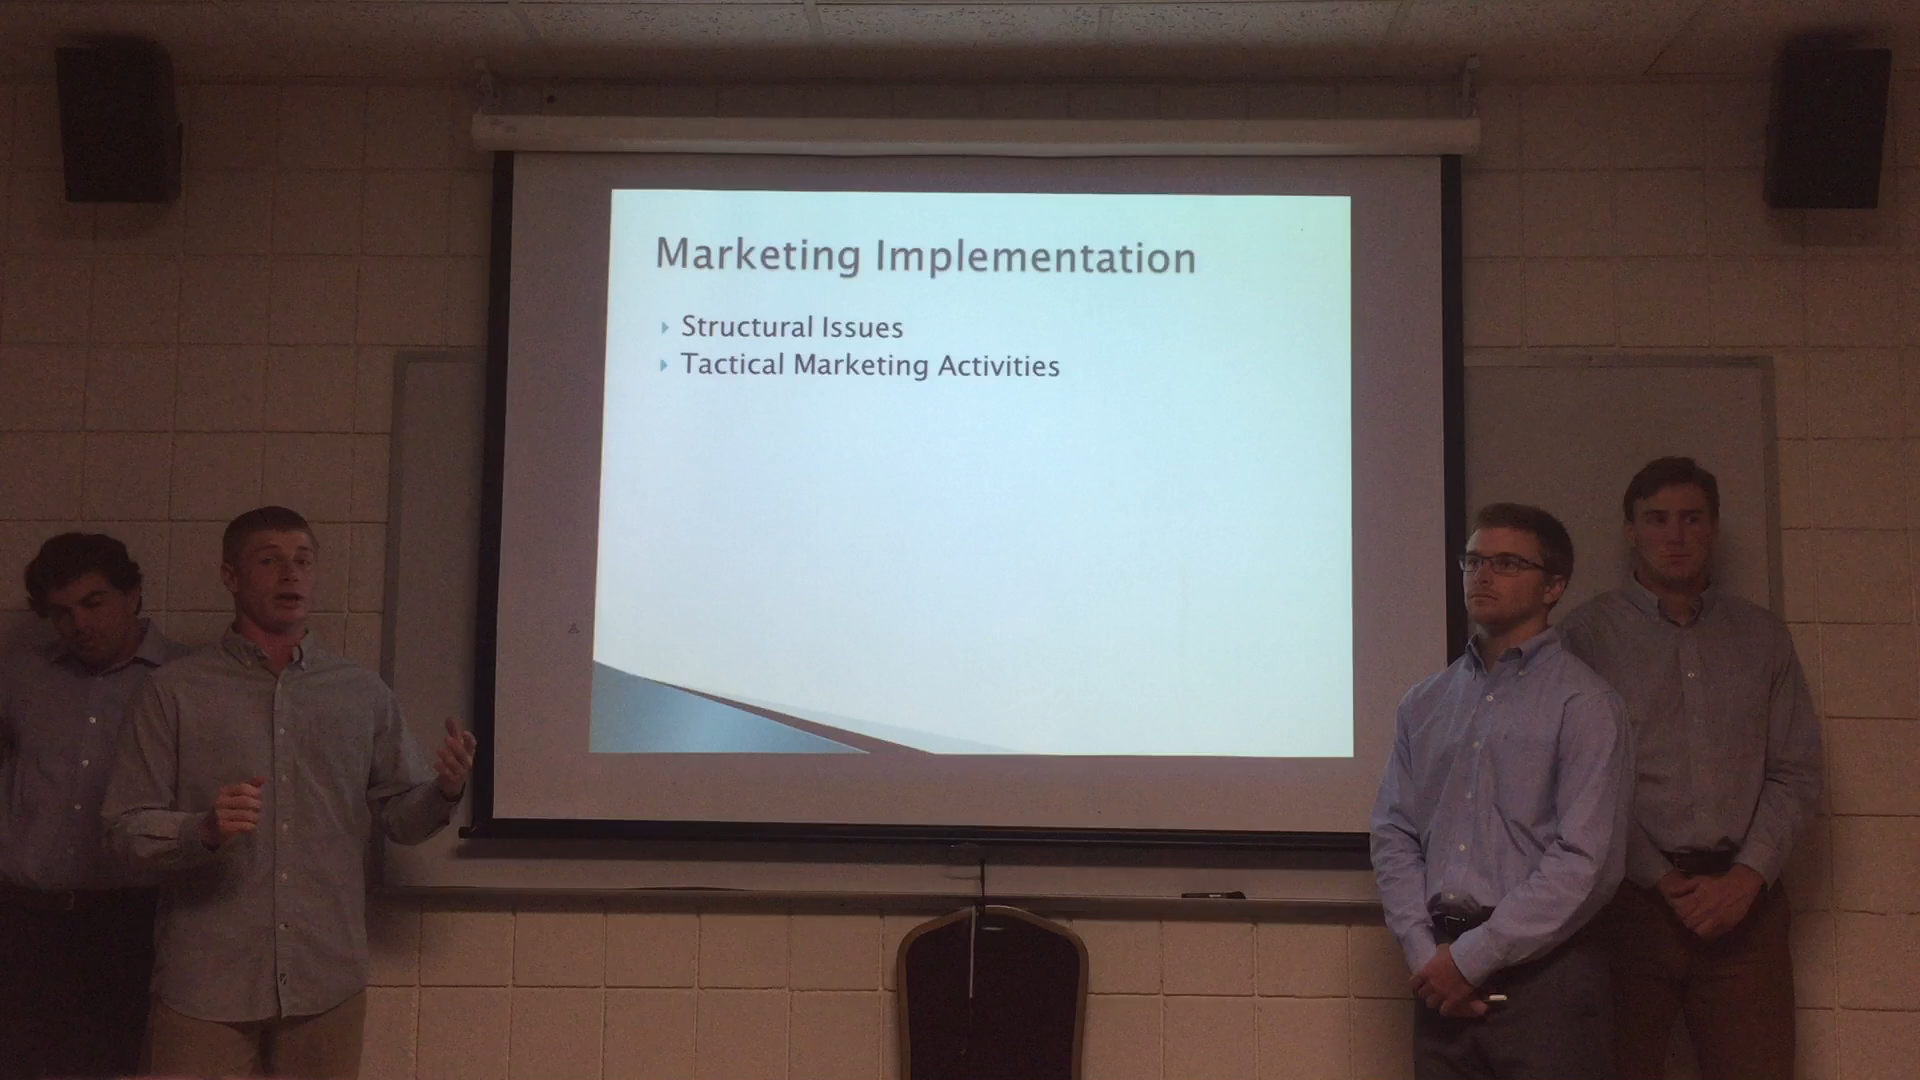 Marketing Implementation
Structural Issues
Tactical Marketing Activities